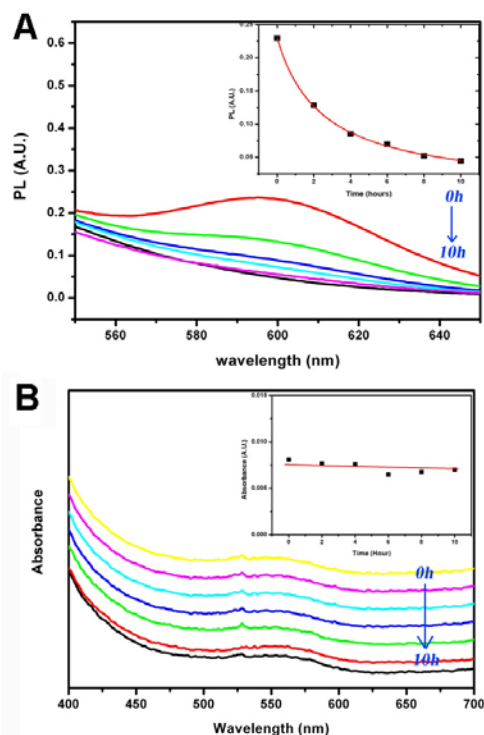 A
0.6
0.5
0.4
0.3
0.2
0.1
0.0
PL (A.U.)
560
580
600
620
640
wavelength (nm)
0.25
0.20
0.15
0.10
0.05
PL (A.U.)
0
2
4
6
8
10
Time (hours)
0h
10h
B
Absorbance
400
450
500
550
600
650
700
Wavelength (nm)
0.015
0.010
0.005
0.000
Absorbance (A.U.)
0
2
4
6
8
10
Time (Hour)
0h
10h